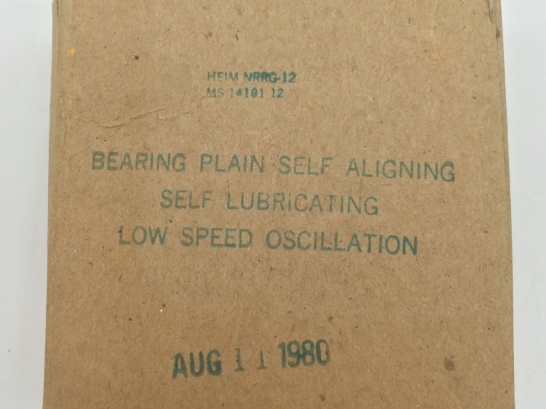 HEIM NRRG-12
MS 14101 12
BEARING PLAIN SELF ALIGNING
SELF LUBRICATING
LOW SPEED OSCILLATION
AUG 11 1980